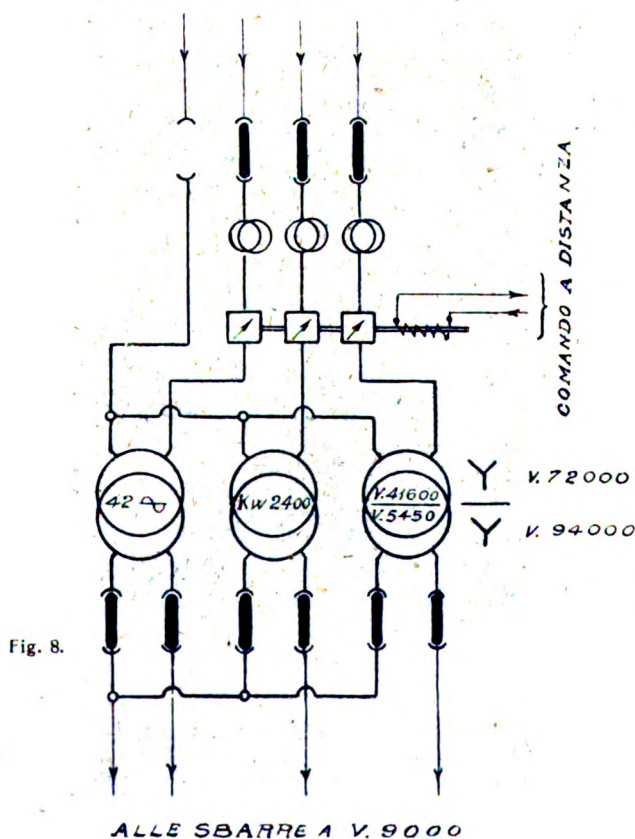 COMANDO A DISTANZA
42
KW 2400
V.41600
V.5450
Y V.72000
Y V. 94000
Fig. 8.
ALLE SBARRE A V. 9000